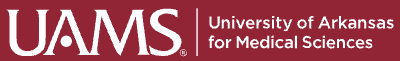 UAMS®
University of Arkansas
for Medical Sciences